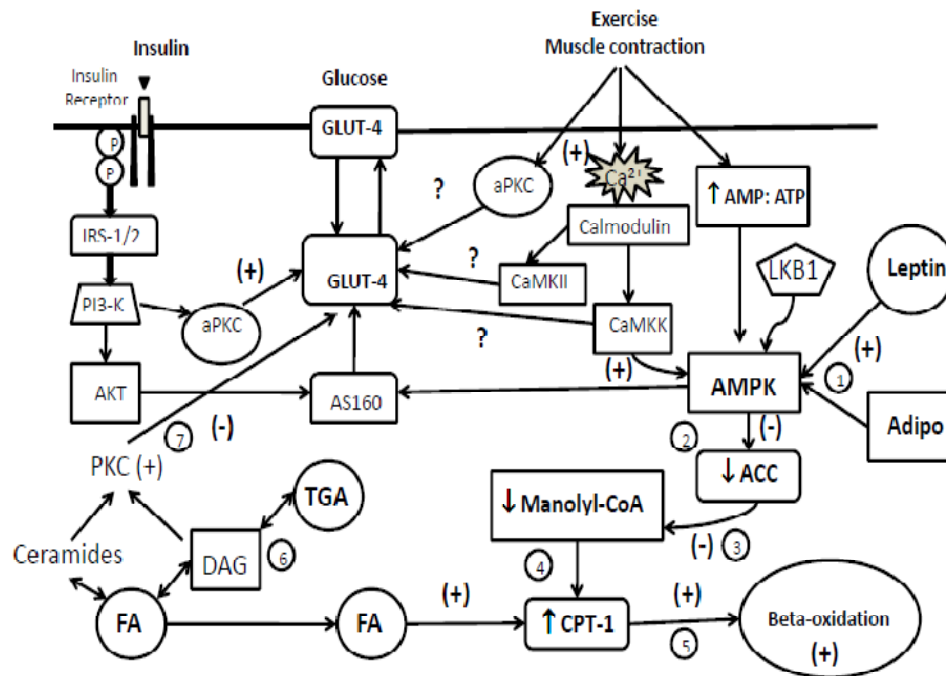 Exercise
Muscle contraction
Insulin
Insulin
Receptor
Glucose
GLUT-4
P
P
(+)
Ca²⁺
aPKC
?
↑ AMP: ATP
IRS-1/2
Calmodulin
LKB1
Leptin
(+)
GLUT-4
?
CaMKII
PI3-K
aPKC
CaMKK
?
(+)
(+)
1
AKT
AS160
AMPK
Adipo
7
(-)
2
(-)
PKC (+)
↓ ACC
TGA
↓ Manolyl-CoA
Ceramides
DAG
6
(-)
3
4
FA
FA
(+)
↑ CPT-1
(+)
5
Beta-oxidation
(+)